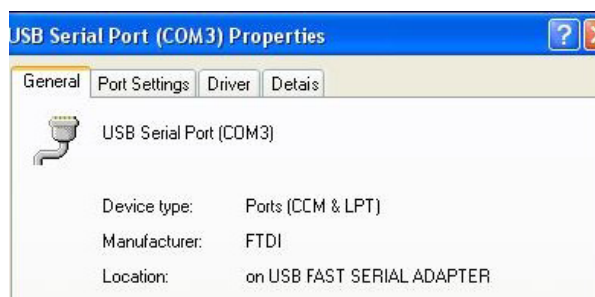 USB Serial Port (COM3) Properties
General Port Settings Driver Detais
USB Serial Port (COM3)
Device type: Ports (CCM & LPT)
Manufacturer: FTDI
Location: on USB FAST SERIAL ADAPTER